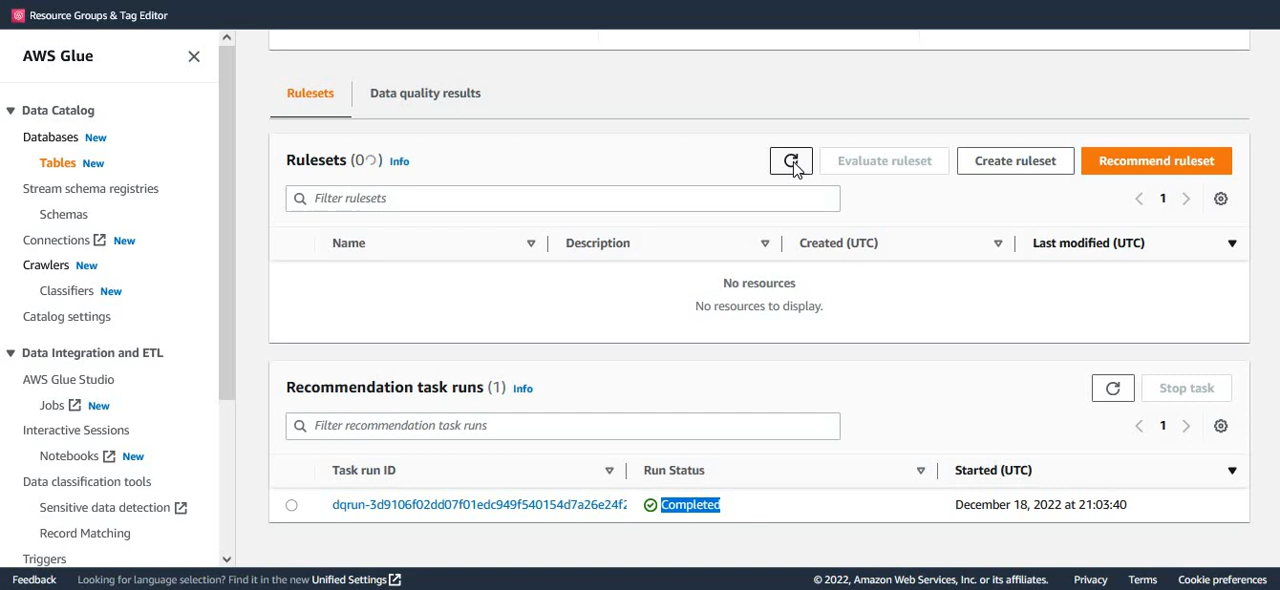 Resource Groups & Tag Editor
AWS Glue
Data Catalog
Databases New
Tables New
Stream schema registries
Schemas
Connections New
Crawlers New
Classifiers New
Catalog settings
Data Integration and ETL
AWS Glue Studio
Jobs New
Interactive Sessions
Notebooks New
Data classification tools
Sensitive data detection
Record Matching
Triggers
Rulesets Data quality results
Rulesets (0) Info Evaluate ruleset Create ruleset Recommend ruleset
Filter rulesets 1
Name Description Created (UTC) Last modified (UTC)
No resources
No resources to display.
Recommendation task runs (1) Info Stop task
Filter recommendation task runs 1
Task run ID Run Status Started (UTC)
dqrun-3d9106f02dd07f01edc949f540154d7a26e24f2 Completed December 18, 2022 at 21:03:40
Feedback Looking for language selection? Find it in the new Unified Settings © 2022, Amazon Web Services, Inc. or its affiliates. Privacy Terms Cookie preferences